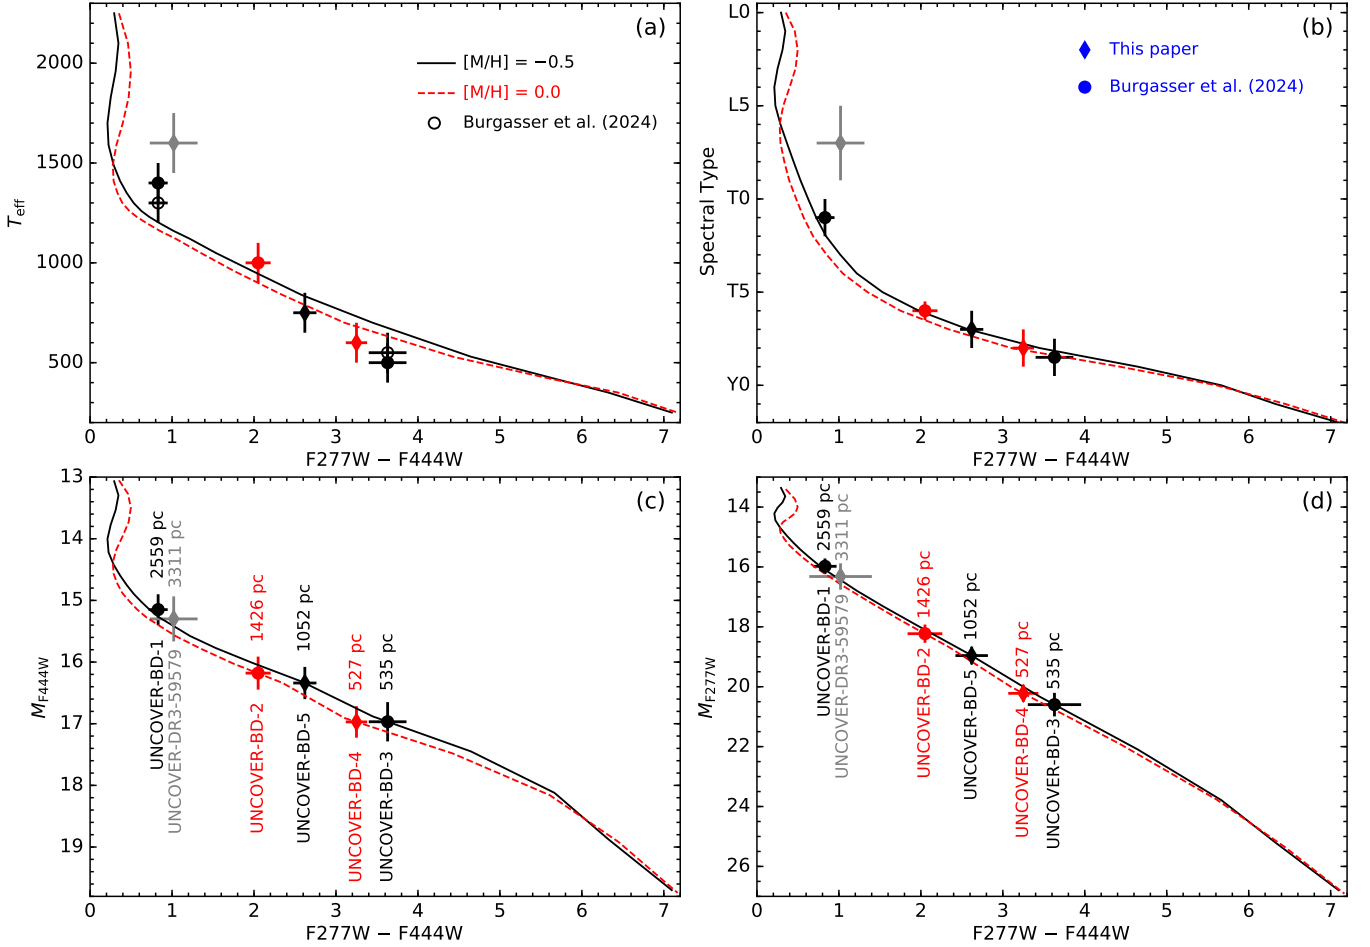 (a)
[M/H] = −0.5
[M/H] = 0.0
Burgasser et al. (2024)
2000
1500
1000
500
T_eff
0 1 2 3 4 5 6 7
F277W − F444W
(b)
This paper
Burgasser et al. (2024)
L0
L5
T0
T5
Y0
Spectral Type
0 1 2 3 4 5 6 7
F277W − F444W
(c)
13
14
15
16
17
18
19
M_F444W
UNCOVER-BD-1 2559 pc
UNCOVER-DR3-59579 3311 pc
UNCOVER-BD-2 1426 pc
UNCOVER-BD-5 1052 pc
UNCOVER-BD-4 527 pc
UNCOVER-BD-3 535 pc
0 1 2 3 4 5 6 7
F277W − F444W
(d)
14
16
18
20
22
24
26
M_F277W
UNCOVER-BD-1 2559 pc
UNCOVER-DR3-59579 3311 pc
UNCOVER-BD-2 1426 pc
UNCOVER-BD-5 1052 pc
UNCOVER-BD-4 527 pc
UNCOVER-BD-3 535 pc
0 1 2 3 4 5 6 7
F277W − F444W